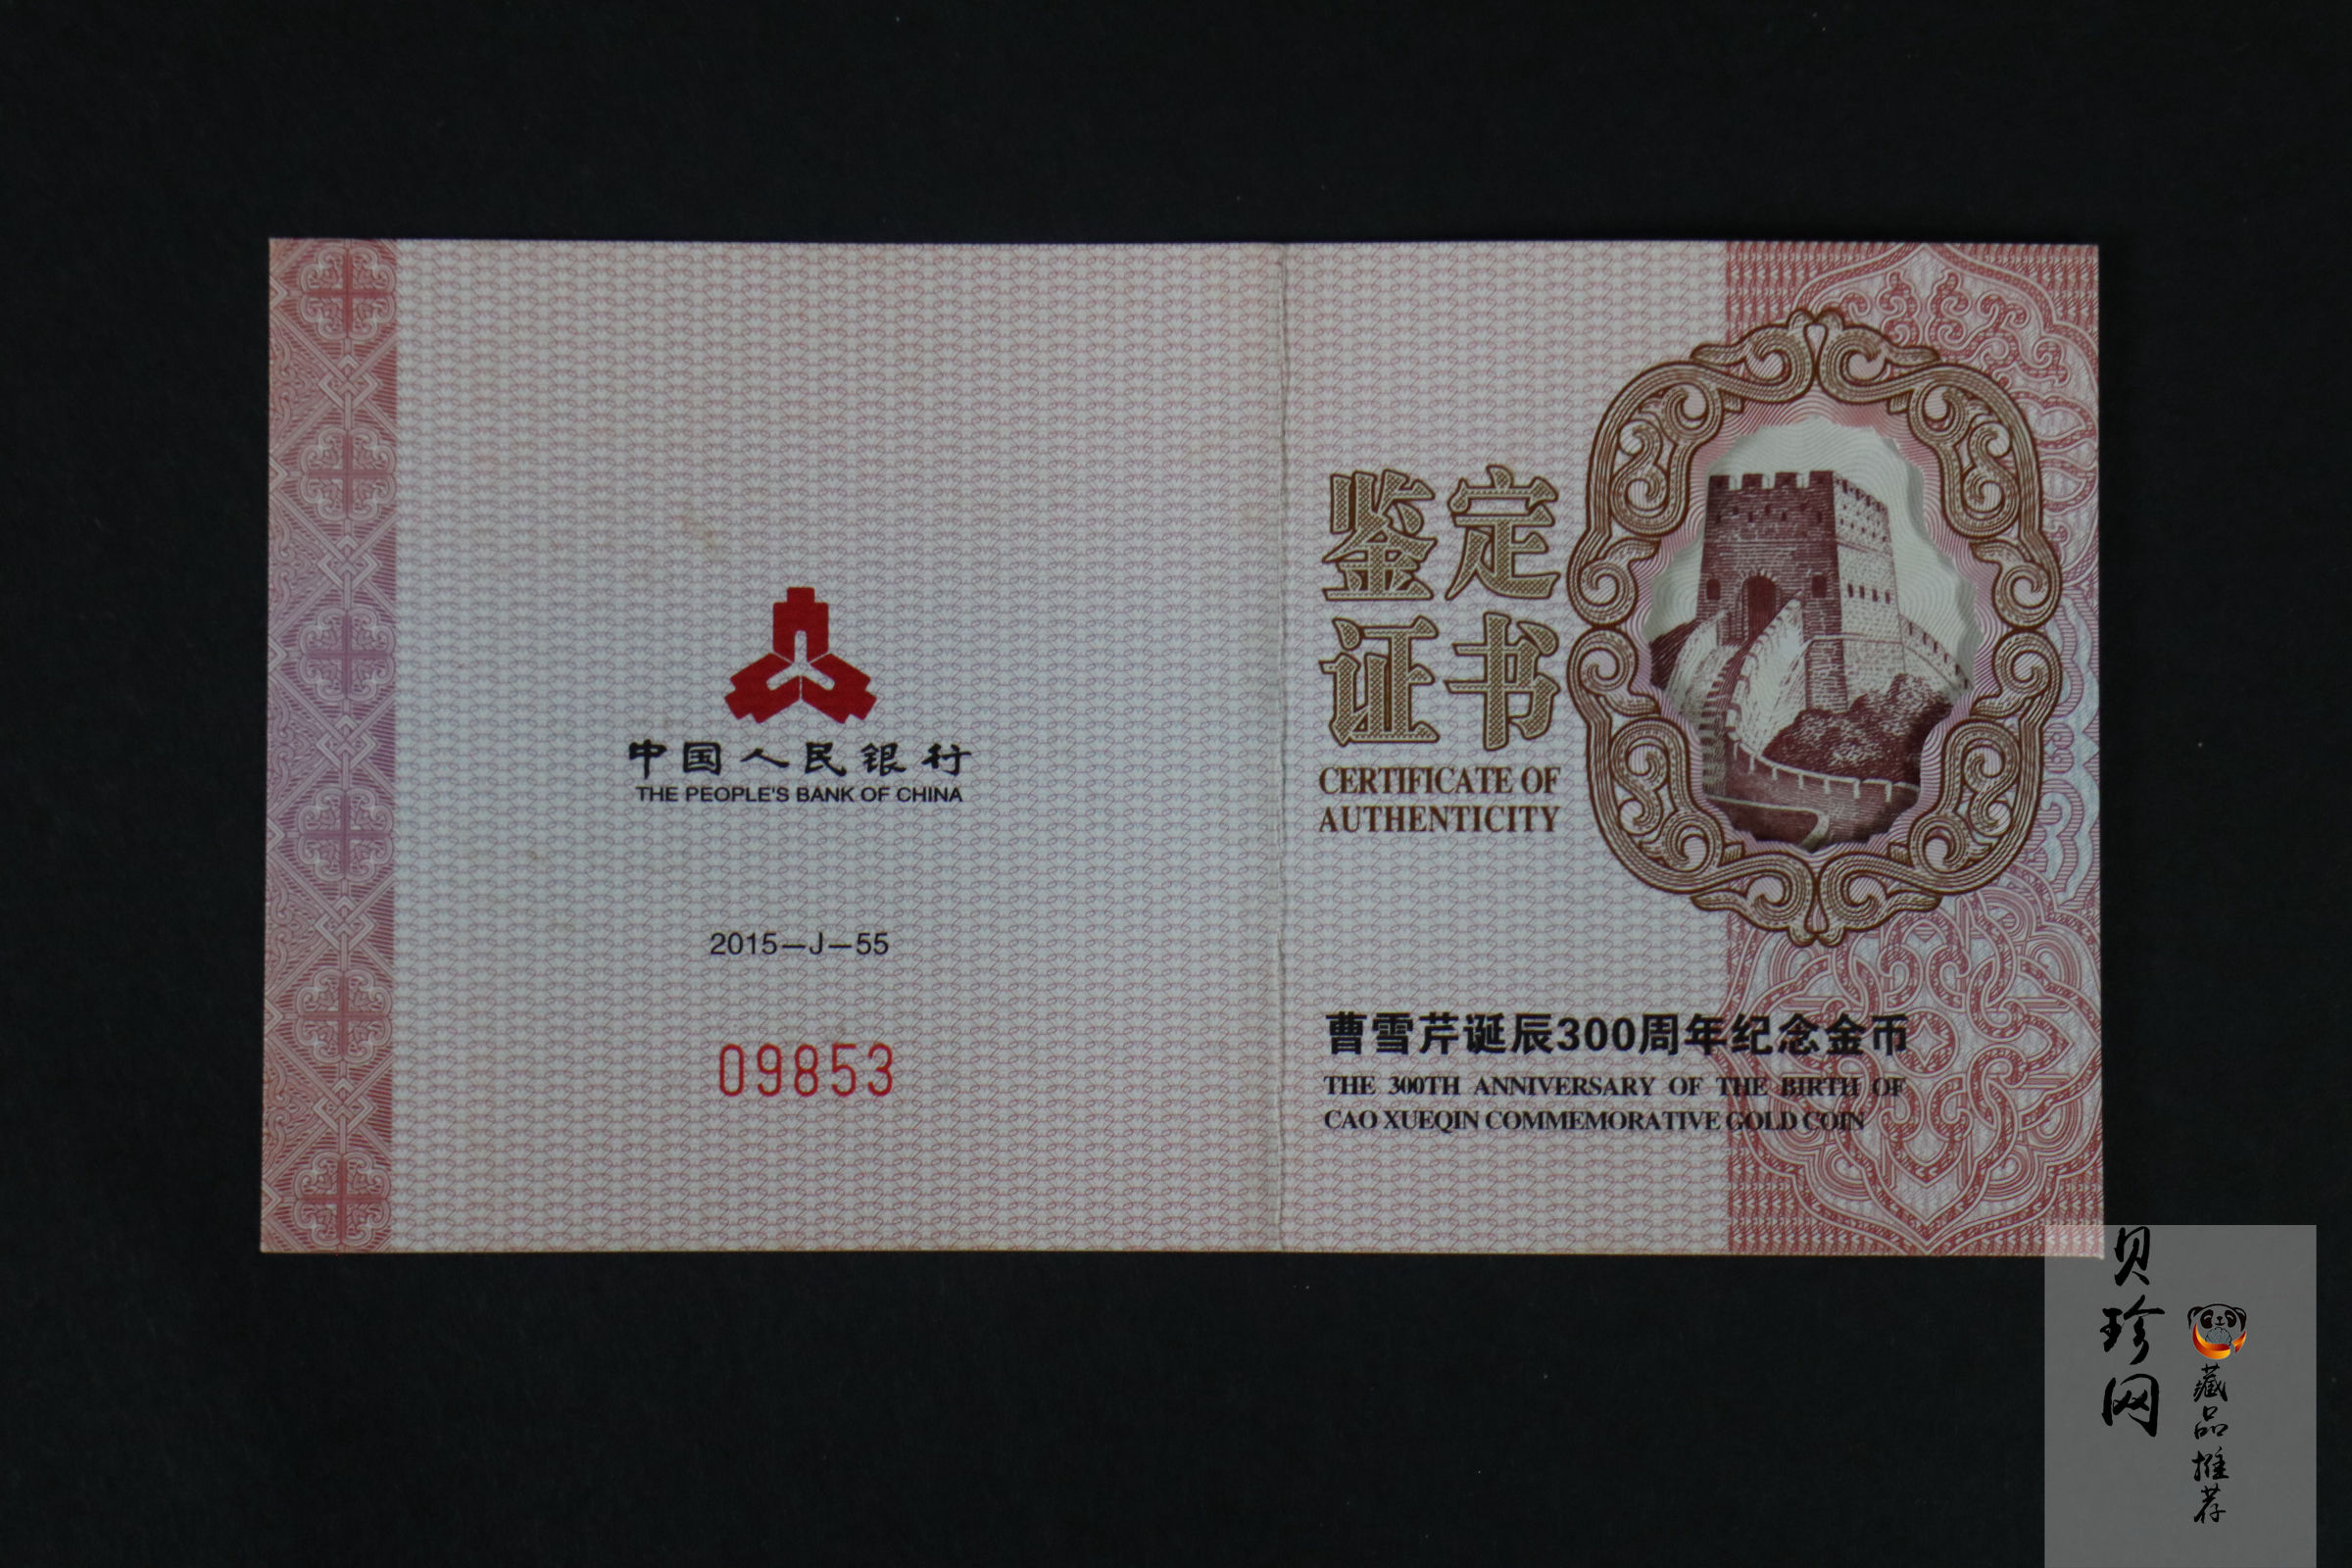 中国人民银行
THE PEOPLE'S BANK OF CHINA
2015—J—55
09853
鉴定
证书
CERTIFICATE OF
AUTHENTICITY
曹雪芹诞辰300周年纪念金币
THE 300TH ANNIVERSARY OF THE BIRTH OF
CAO XUEQIN COMMEMORATIVE GOLD COIN
贝珍网
藏品推荐